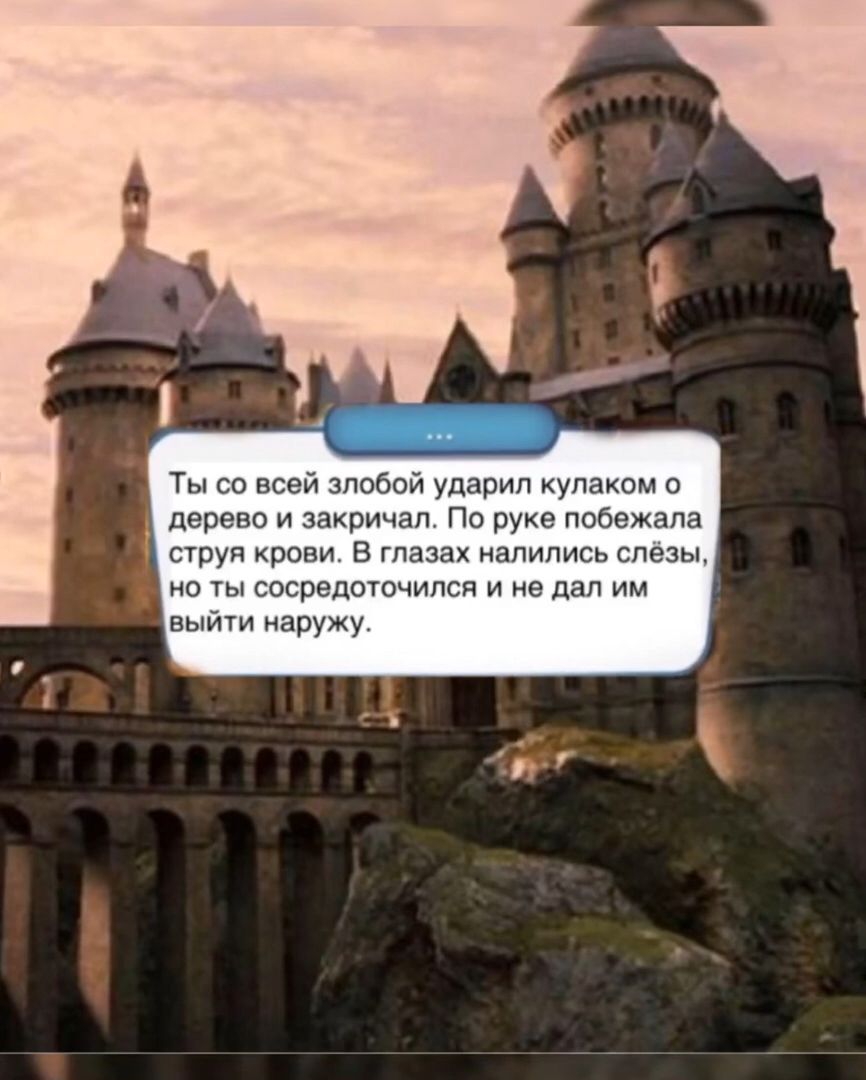 ...
Ты со всей злобой ударил кулаком о
дерево и закричал. По руке побежала
струя крови. В глазах налились слёзы,
но ты сосредоточился и не дал им
выйти наружу.